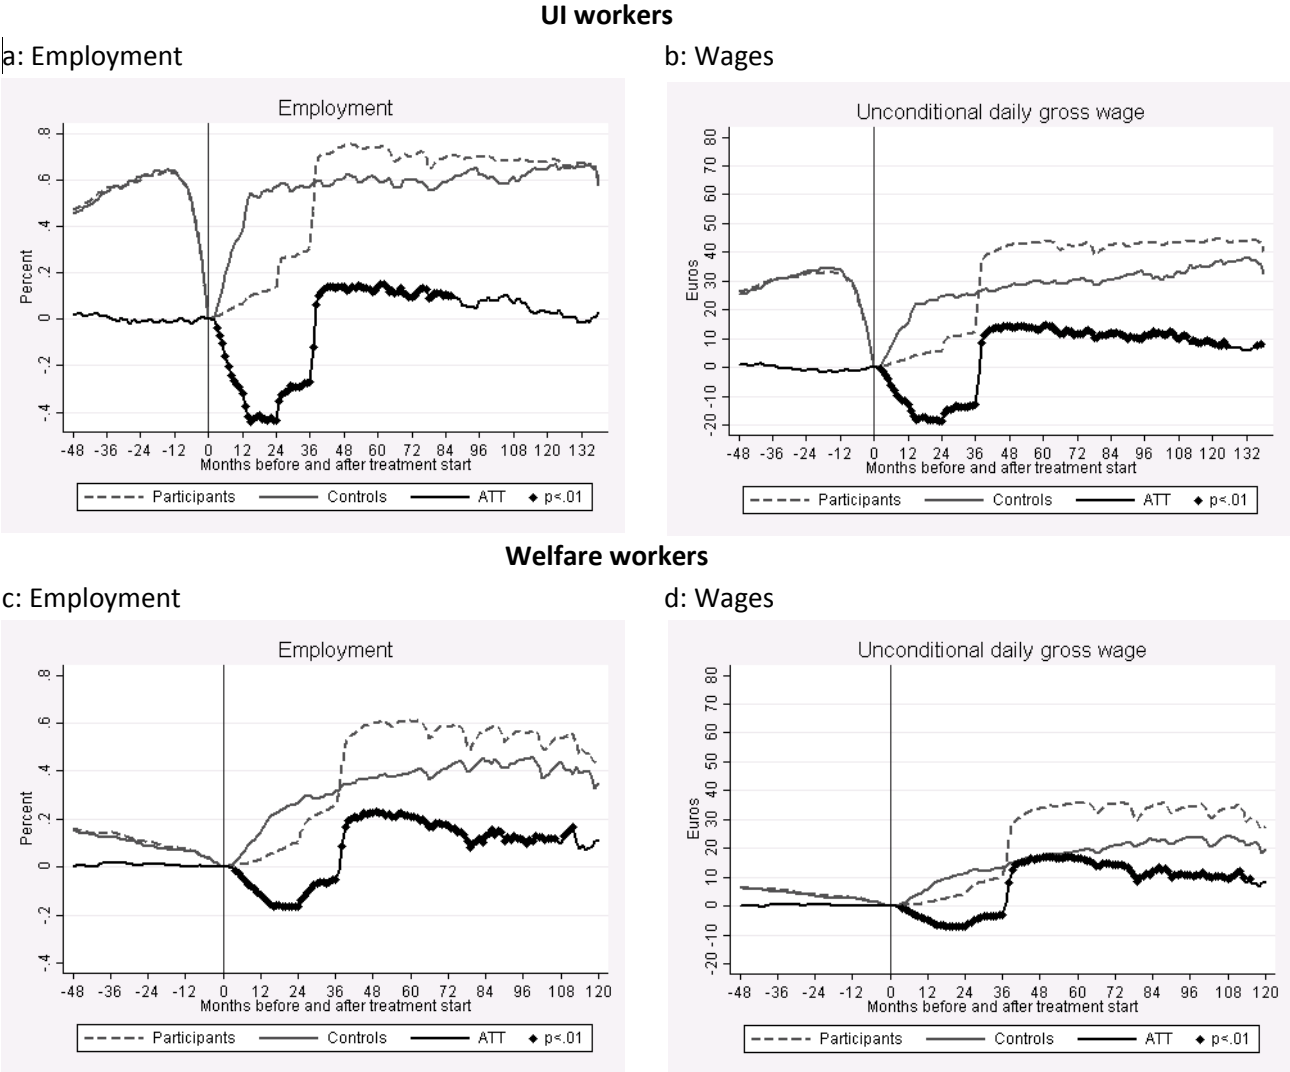 UI workers
a: Employment
b: Wages
Employment
Percent
.8
.6
.4
.2
0
-.2
-.4
-48 -36 -24 -12 0 12 24 36 48 60 72 84 96 108 120 132
Months before and after treatment start
Participants Controls ATT p<.01
Unconditional daily gross wage
Euros
80
70
60
50
40
30
20
10
0
-10
-20
-48 -36 -24 -12 0 12 24 36 48 60 72 84 96 108 120 132
Months before and after treatment start
Participants Controls ATT p<.01
Welfare workers
c: Employment
d: Wages
Employment
Percent
.8
.6
.4
.2
0
-.2
-.4
-48 -36 -24 -12 0 12 24 36 48 60 72 84 96 108 120
Months before and after treatment start
Participants Controls ATT p<.01
Unconditional daily gross wage
Euros
80
70
60
50
40
30
20
10
0
-10
-20
-48 -36 -24 -12 0 12 24 36 48 60 72 84 96 108 120
Months before and after treatment start
Participants Controls ATT p<.01